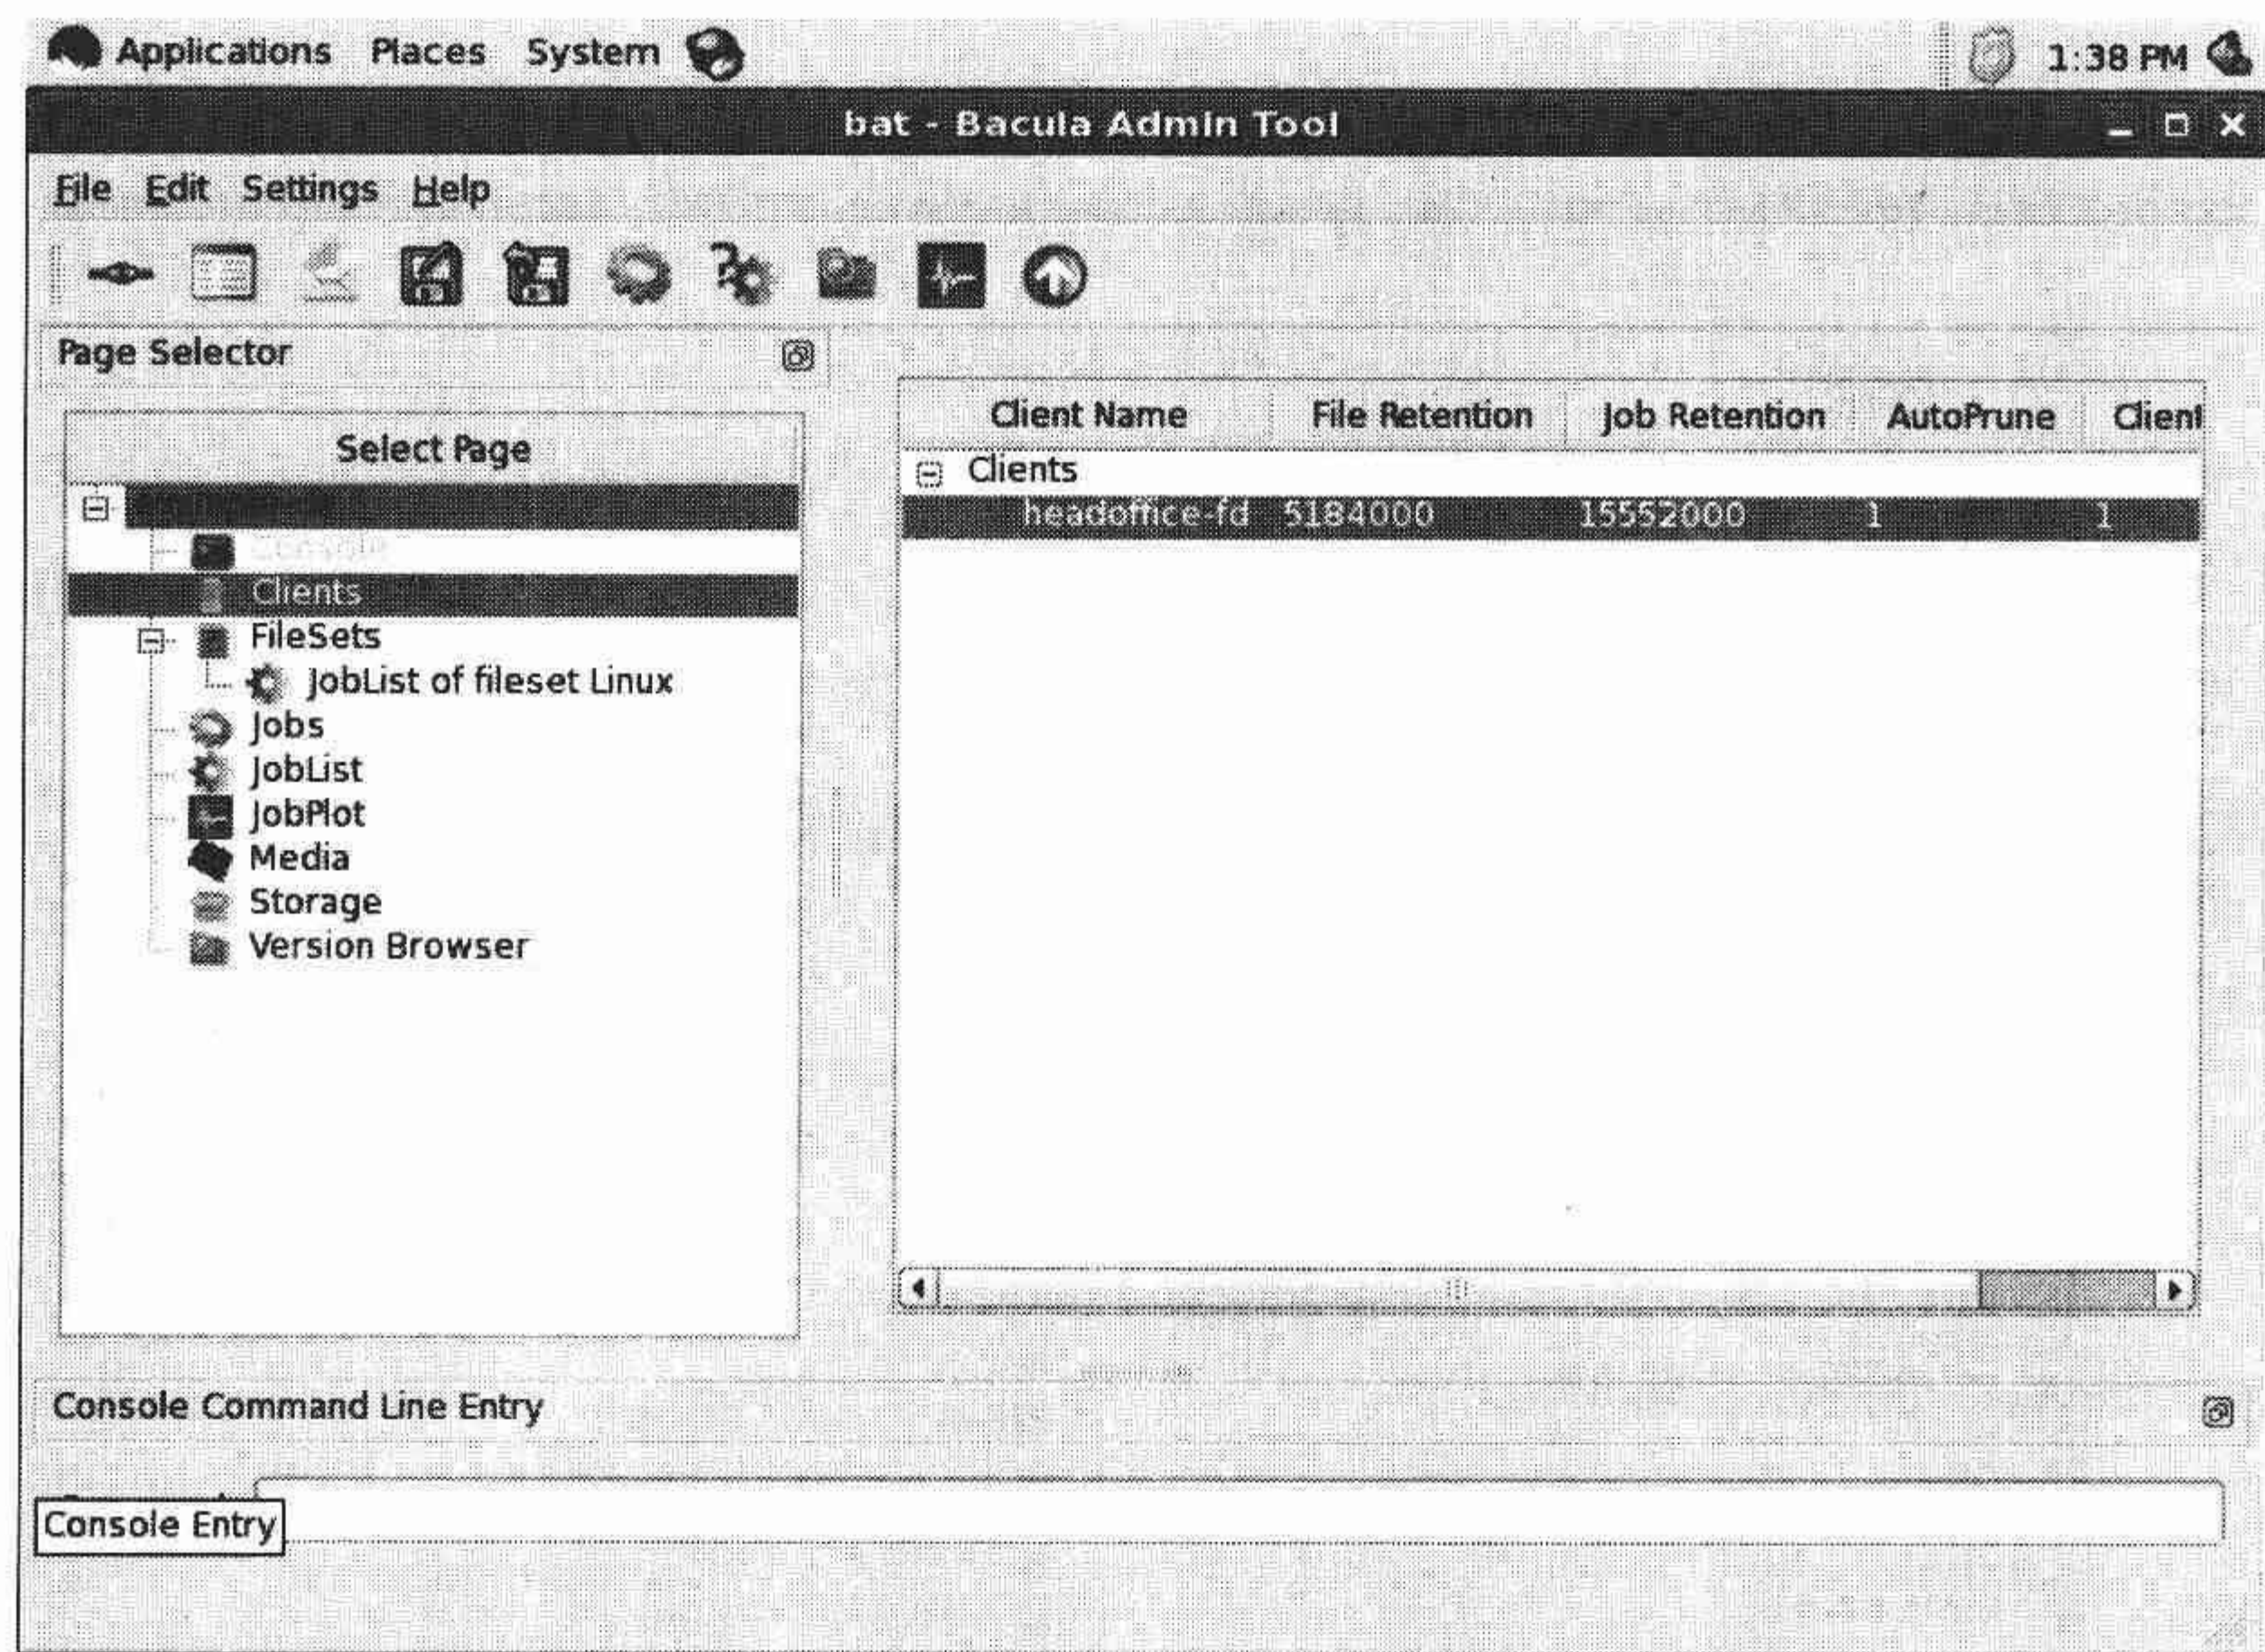 Applications Places System 1:38 PM
bat - Bacula Admin Tool
File Edit Settings Help
Page Selector
Select Page
Console
Clients
FileSets
JobList of fileset Linux
Jobs
JobList
JobPlot
Media
Storage
Version Browser
Client Name File Retention Job Retention AutoPrune Client
Clients
headoffice-fd 5184000 15552000 1 1
Console Command Line Entry
Console Entry